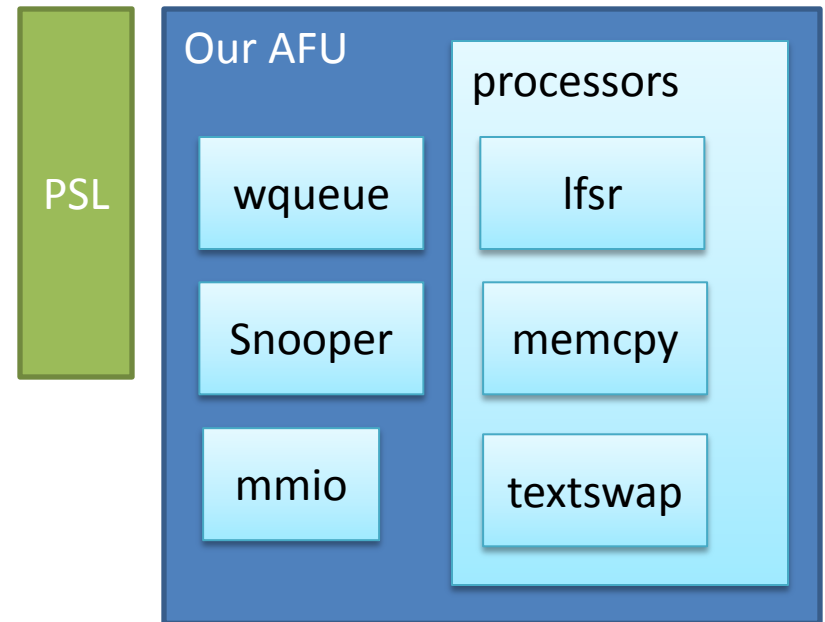 PSL
Our AFU
wqueue
Snooper
mmio
processors
lfsr
memcpy
textswap